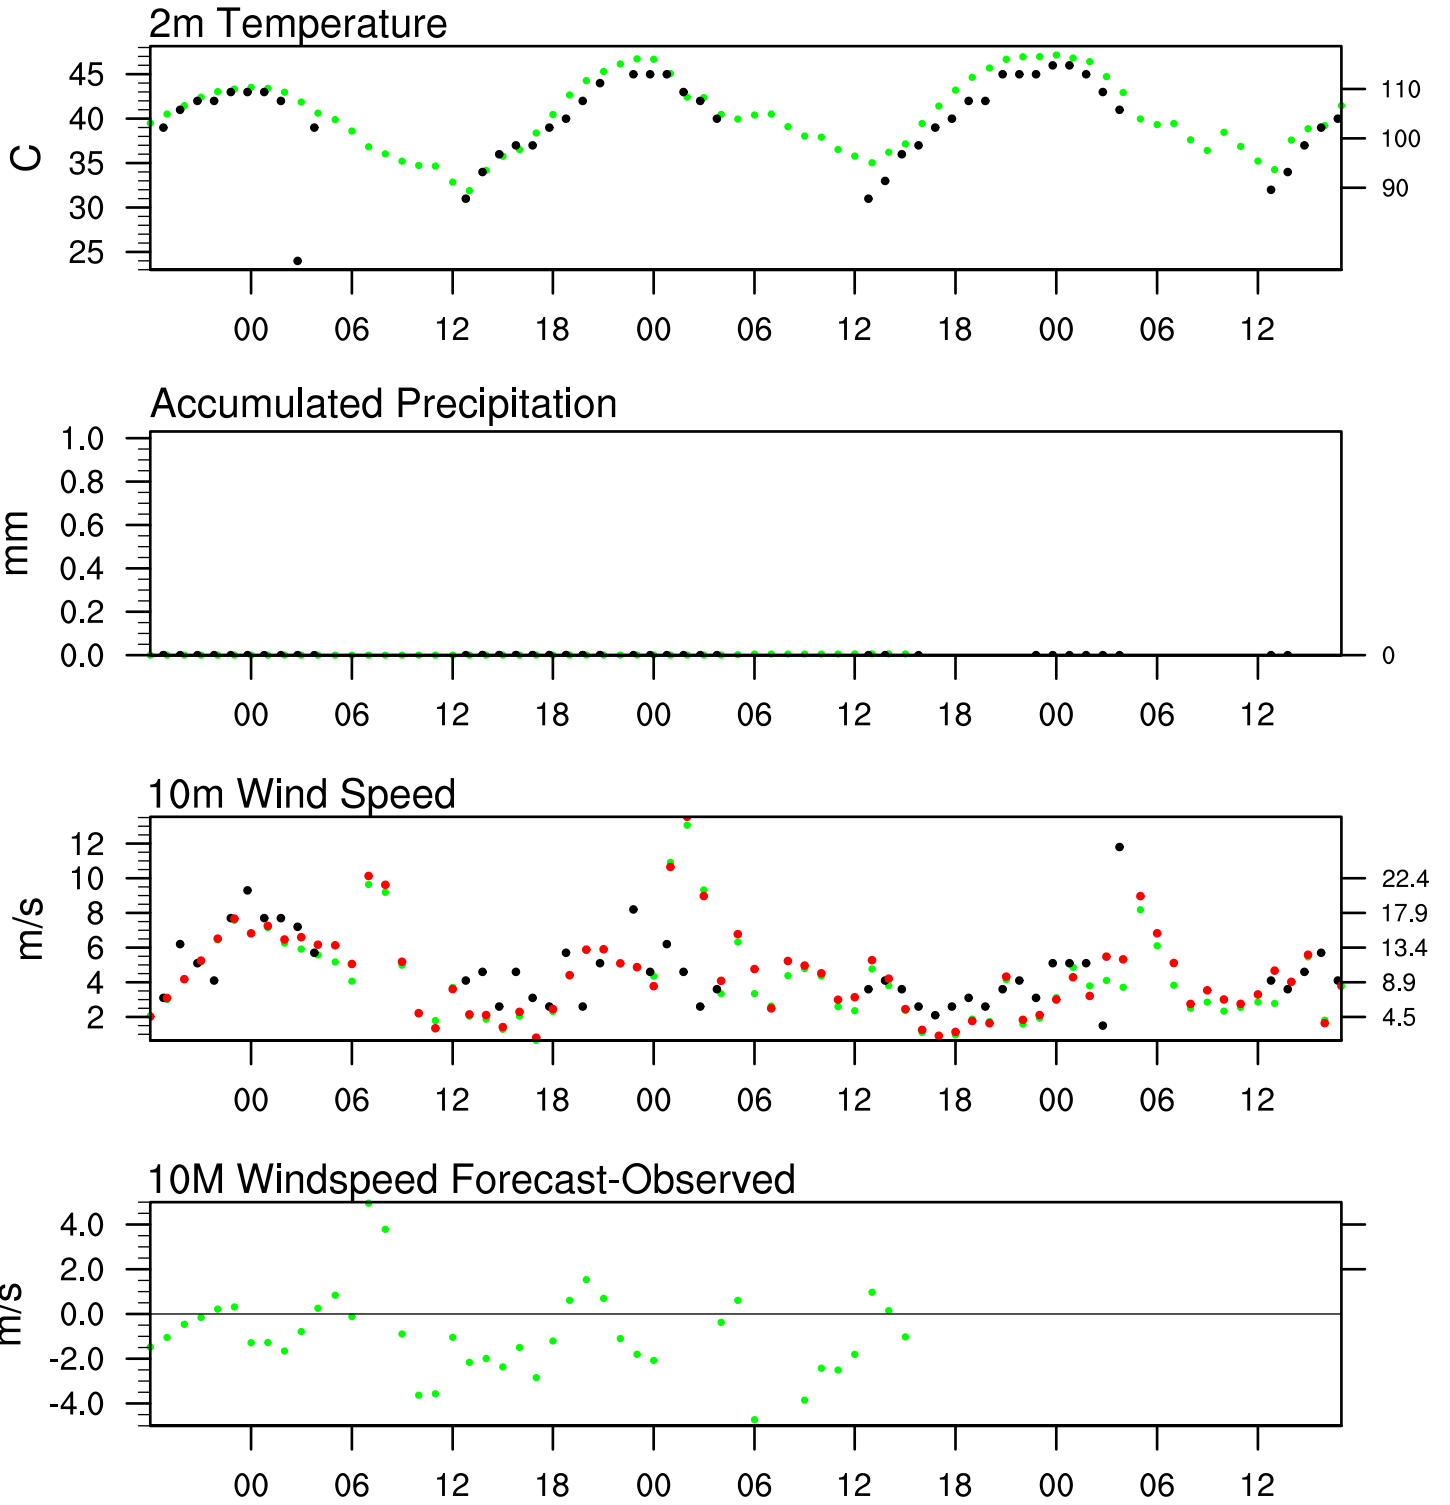 2m Temperature
45
40
35
30
25
C
110
100
90
00 06 12 18 00 06 12 18 00 06 12
Accumulated Precipitation
1.0
0.8
0.6
0.4
0.2
0.0
mm
0
00 06 12 18 00 06 12 18 00 06 12
10m Wind Speed
12
10
8
6
4
2
m/s
22.4
17.9
13.4
8.9
4.5
00 06 12 18 00 06 12 18 00 06 12
10M Windspeed Forecast-Observed
4.0
2.0
0.0
-2.0
-4.0
m/s
00 06 12 18 00 06 12 18 00 06 12